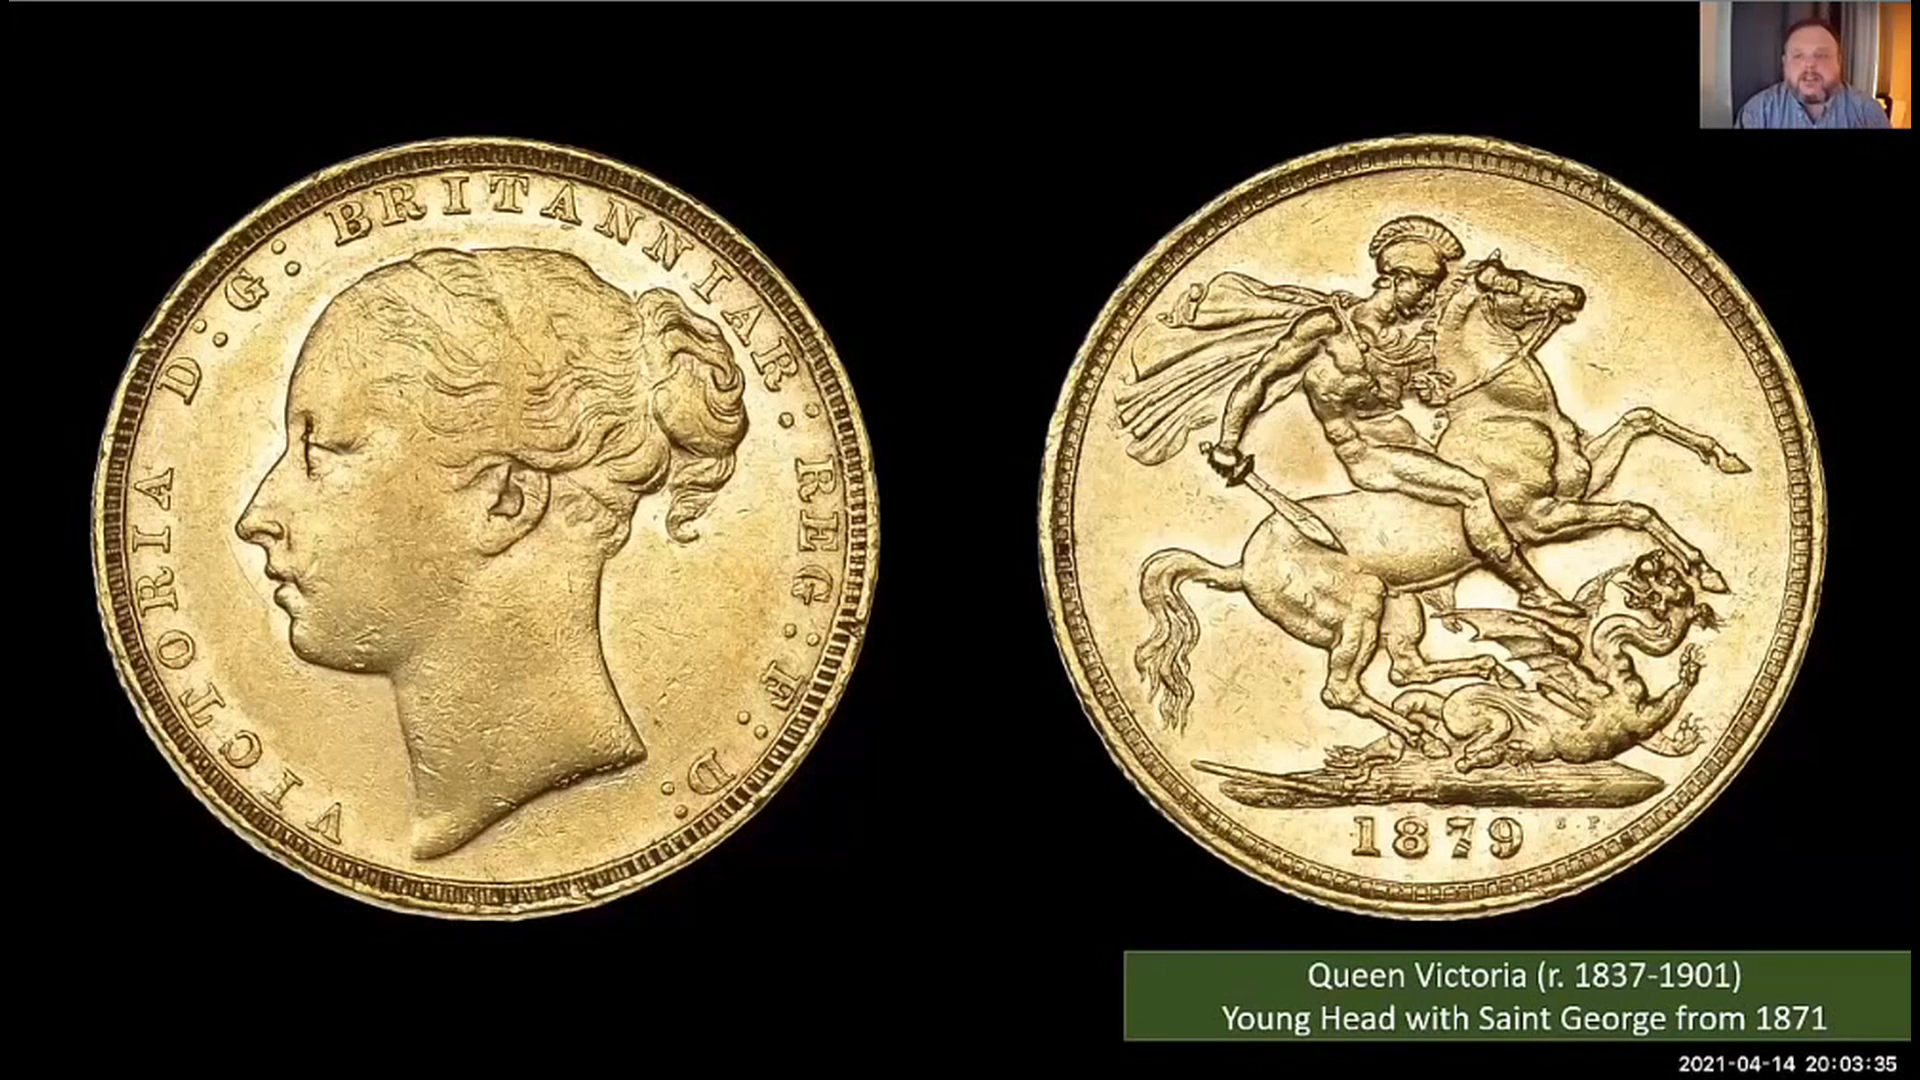 VICTORIA D:G: BRITANNIAR: REG: F: D:
1879
Queen Victoria (r. 1837-1901)
Young Head with Saint George from 1871
2021-04-14 20:03:35